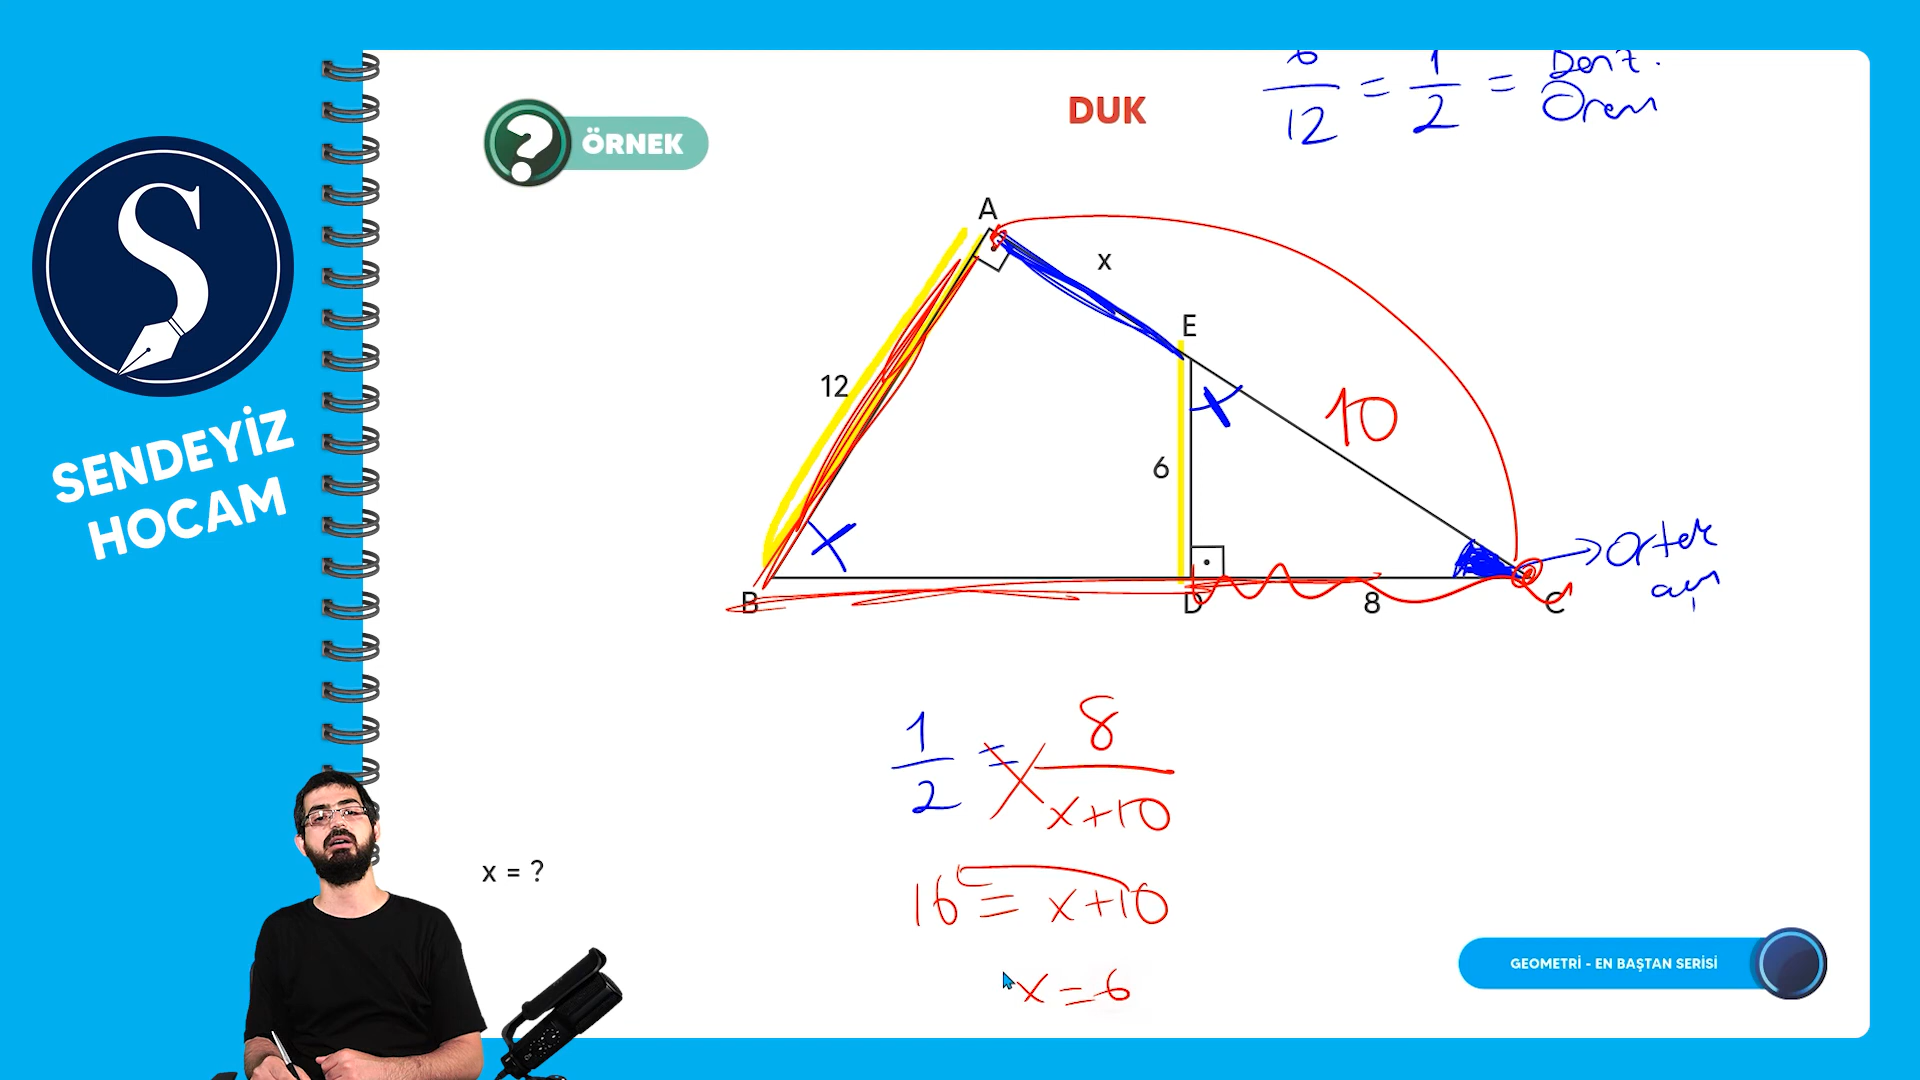 6/12 = 1/2 = Benz. Oranı
DUK
? ÖRNEK
A
x
E
12
10
6
x
x
Ortak
açı
B
D
8
C
SENDEYİZ
HOCAM
1/2 = 8/x+10
x = ?
16 = x+10
x = 6
GEOMETRİ - EN BAŞTAN SERİSİ